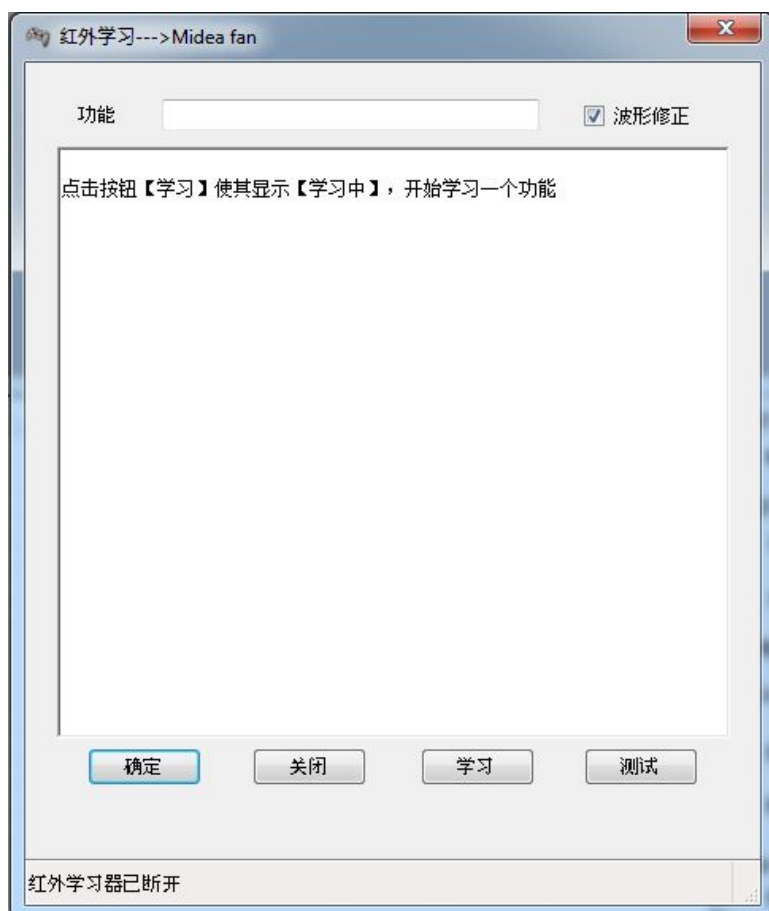 红外学习--->Midea fan
功能
波形修正
点击按钮【学习】使其显示【学习中】，开始学习一个功能
确定 关闭 学习 测试
红外学习器已断开